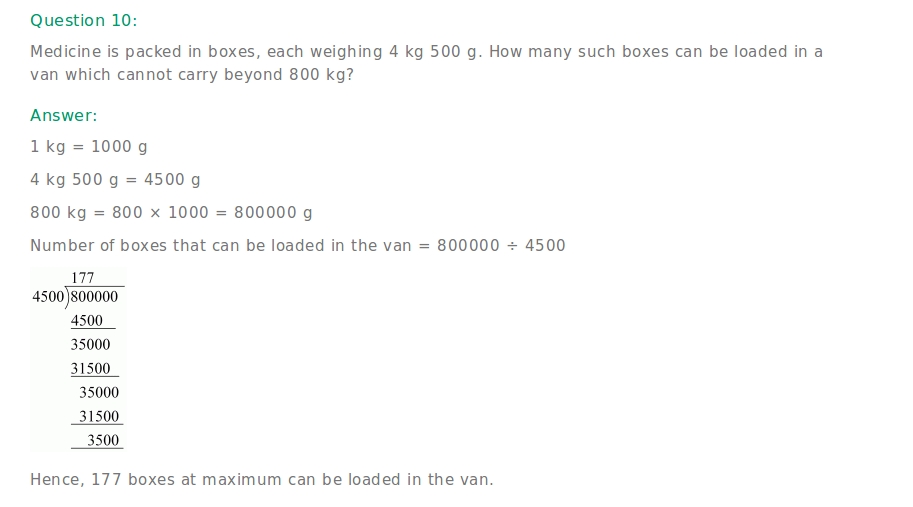 Question 10:
Medicine is packed in boxes, each weighing 4 kg 500 g. How many such boxes can be loaded in a
van which cannot carry beyond 800 kg?
Answer:
1 kg = 1000 g
4 kg 500 g = 4500 g
800 kg = 800 × 1000 = 800000 g
Number of boxes that can be loaded in the van = 800000 ÷ 4500
177
4500)800000
4500
35000
31500
35000
31500
3500
Hence, 177 boxes at maximum can be loaded in the van.